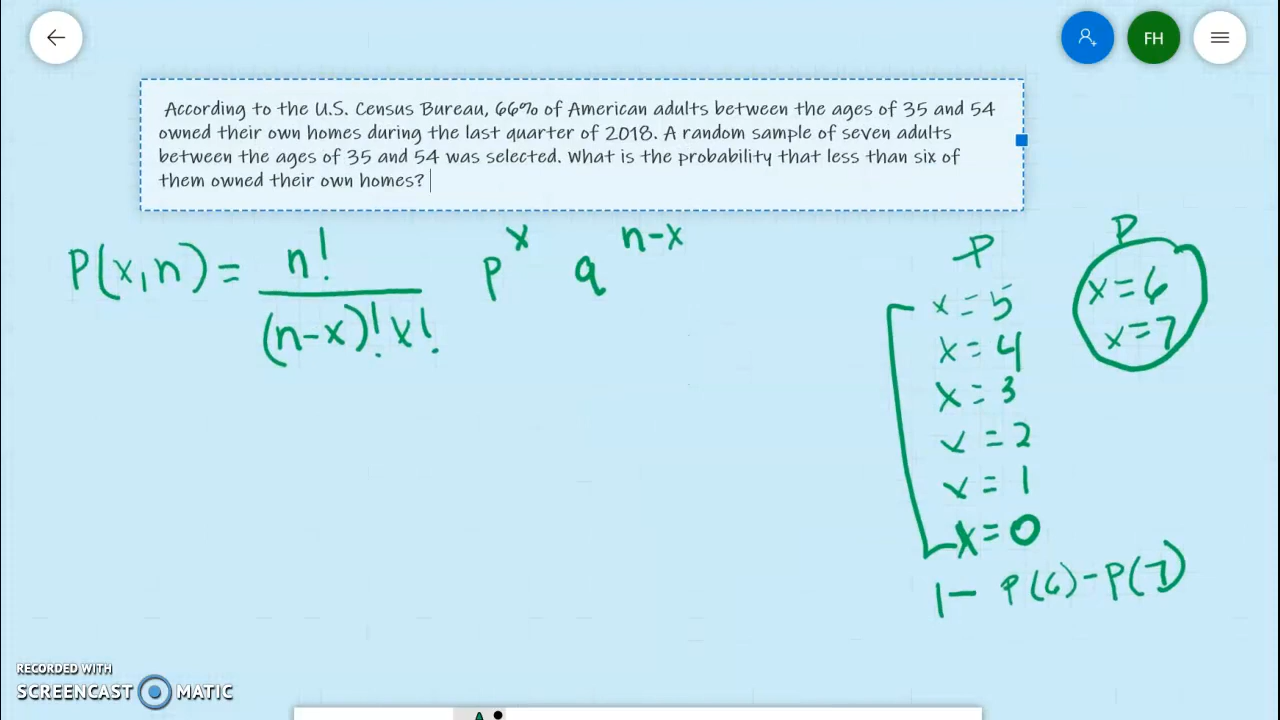 FH
According to the U.S. Census Bureau, 66% of American adults between the ages of 35 and 54
owned their own homes during the last quarter of 2018. A random sample of seven adults
between the ages of 35 and 54 was selected. What is the probability that less than six of
them owned their own homes?
P(x,n) = n! / (n-x)! x! p^x q^(n-x)
P
x = 5
x = 4
x = 3
x = 2
x = 1
x = 0
P
x = 6
x = 7
1 - P(6) - P(7)
RECORDED WITH
SCREENCAST MATIC